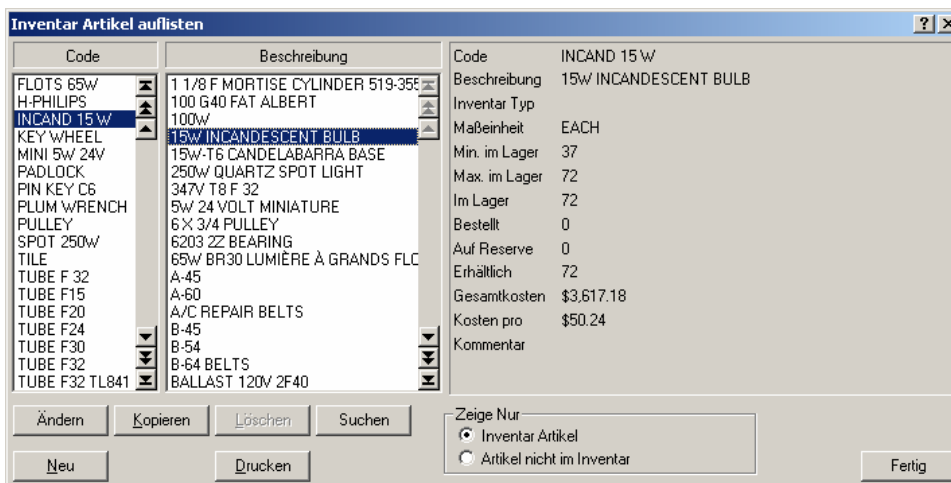 Inventar Artikel auflisten
Code
FLOTS 65W
H-PHILIPS
INCAND 15 W
KEY WHEEL
MINI 5W 24V
PADLOCK
PIN KEY C6
PLUM WRENCH
PULLEY
SPOT 250W
TILE
TUBE F 32
TUBE F15
TUBE F20
TUBE F24
TUBE F30
TUBE F32
TUBE F32 TL841
Beschreibung
1 1/8 F MORTISE CYLINDER 519-355
100 G40 FAT ALBERT
100W
15W INCANDESCENT BULB
15W-T6 CANDELABARRA BASE
250W QUARTZ SPOT LIGHT
347V T8 F 32
5W 24 VOLT MINIATURE
6 X 3/4 PULLEY
6203 2Z BEARING
65W BR30 LUMIÈRE À GRANDS FLO
A-45
A-60
A/C REPAIR BELTS
B-45
B-54
B-64 BELTS
BALLAST 120V 2F40
Code INCAND 15 W
Beschreibung 15W INCANDESCENT BULB
Inventar Typ
Maßeinheit EACH
Min. im Lager 37
Max. im Lager 72
Im Lager 72
Bestellt 0
Auf Reserve 0
Erhältlich 72
Gesamtkosten $3,617.18
Kosten pro $50.24
Kommentar
Ändern Kopieren Löschen Suchen
Neu Drucken
Zeige Nur
Inventar Artikel
Artikel nicht im Inventar
Fertig